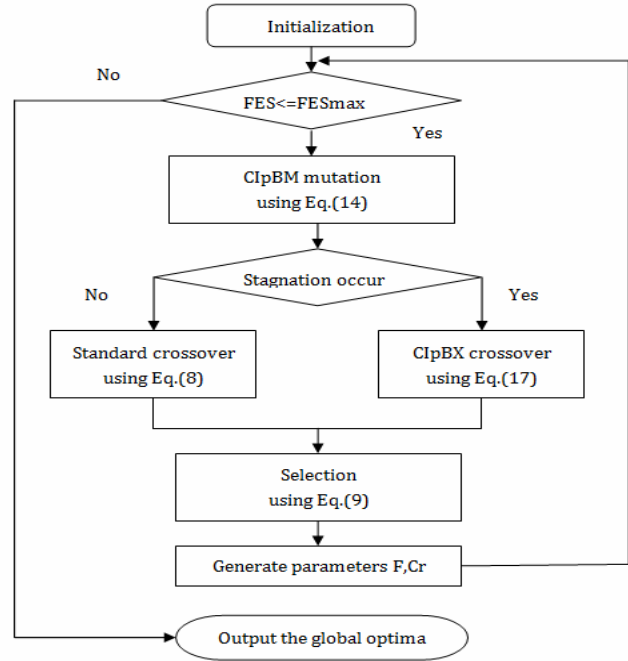 Initialization
No
FES<=FESmax
Yes
CIpBM mutation
using Eq.(14)
Stagnation occur
No
Yes
Standard crossover
using Eq.(8)
CIpBX crossover
using Eq.(17)
Selection
using Eq.(9)
Generate parameters F,Cr
Output the global optima